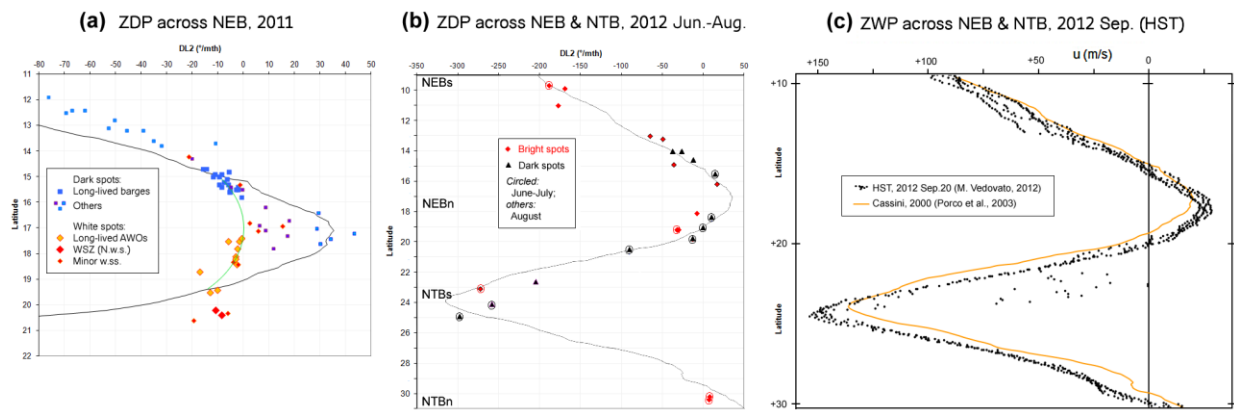 (a) ZDP across NEB, 2011
DL2 (°/mth)
-80 -70 -60 -50 -40 -30 -20 -10 0 10 20 30 40 50
11
12
13
14
15
16
17
18
19
20
21
22
Latitude
Dark spots:
Long-lived barges
Others
White spots:
Long-lived AWOs
WSZ (N.w.s.)
Minor w.ss.
(b) ZDP across NEB & NTB, 2012 Jun.-Aug.
DL2 (°/mth)
-350 -300 -250 -200 -150 -100 -50 0 50
NEBs
10
12
14
16
NEBn
18
20
22
NTBs
24
26
28
30
NTBn
Latitude
Bright spots
Dark spots
Circled:
June-July;
others:
August
(c) ZWP across NEB & NTB, 2012 Sep. (HST)
u (m/s)
+150 +100 +50 0
+10
+20
+30
Latitude
Latitude
HST, 2012 Sep.20 (M. Vedovato, 2012)
Cassini, 2000 (Porco et al., 2003)